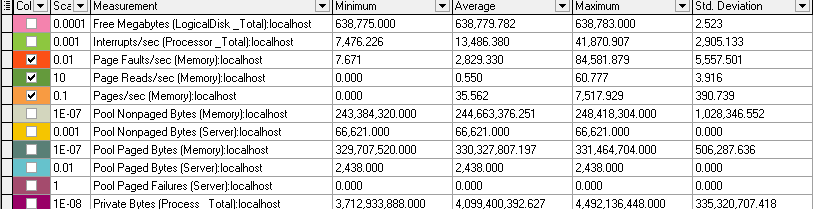 Col Sca Measurement Minimum Average Maximum Std. Deviation
0.0001 Free Megabytes (LogicalDisk _Total):localhost 638,775.000 638,779.782 638,783.000 2.523
0.001 Interrupts/sec (Processor _Total):localhost 7,476.226 13,486.380 41,870.907 2,905.133
0.01 Page Faults/sec (Memory):localhost 7.671 2,829.330 84,581.879 5,557.501
10 Page Reads/sec (Memory):localhost 0.000 0.550 60.777 3.916
0.1 Pages/sec (Memory):localhost 0.000 35.562 7,517.929 390.739
1E-07 Pool Nonpaged Bytes (Memory):localhost 243,384,320.000 244,663,376.251 248,418,304.000 1,028,346.552
0.001 Pool Nonpaged Bytes (Server):localhost 66,621.000 66,621.000 66,621.000 0.000
1E-07 Pool Paged Bytes (Memory):localhost 329,707,520.000 330,327,807.197 331,464,704.000 506,287.636
0.01 Pool Paged Bytes (Server):localhost 2,438.000 2,438.000 2,438.000 0.000
1 Pool Paged Failures (Server):localhost 0.000 0.000 0.000 0.000
1E-08 Private Bytes (Process _Total):localhost 3,712,933,888.000 4,099,400,392.627 4,492,136,448.000 335,320,707.418